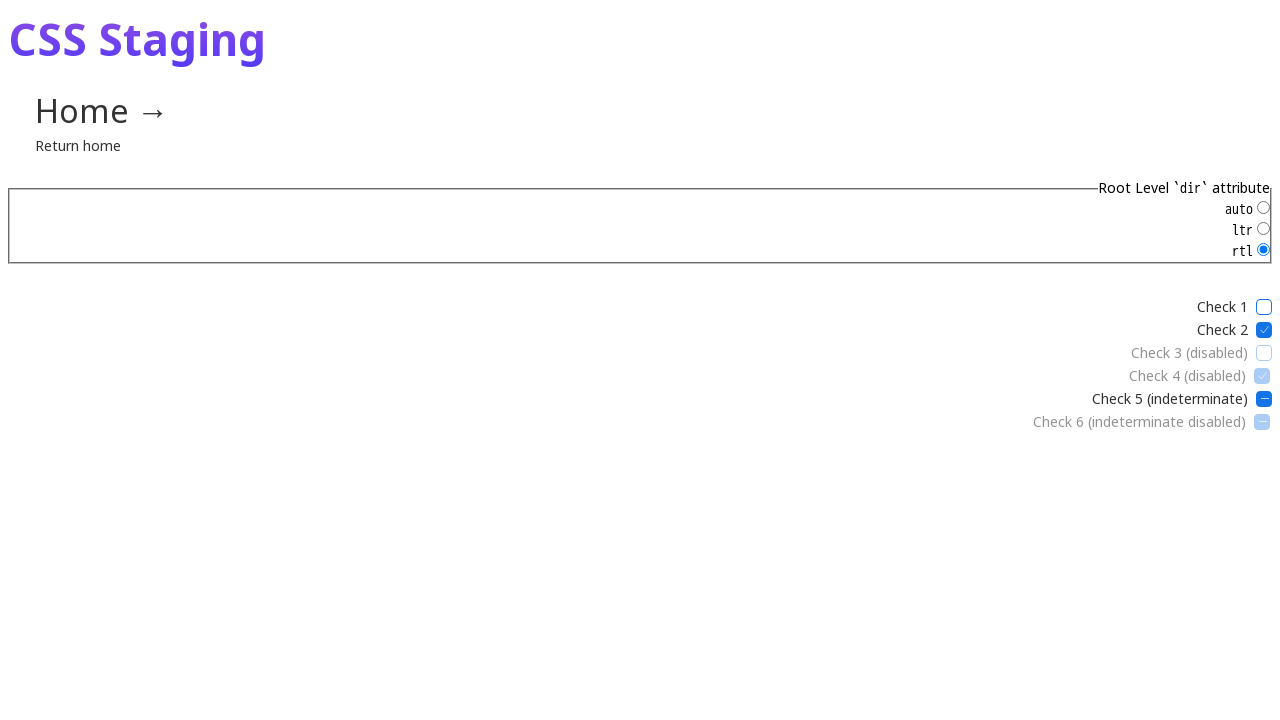 CSS Staging
Home →
Return home
Root Level `dir` attribute
auto
ltr
rtl
Check 1
Check 2
Check 3 (disabled)
Check 4 (disabled)
Check 5 (indeterminate)
Check 6 (indeterminate disabled)